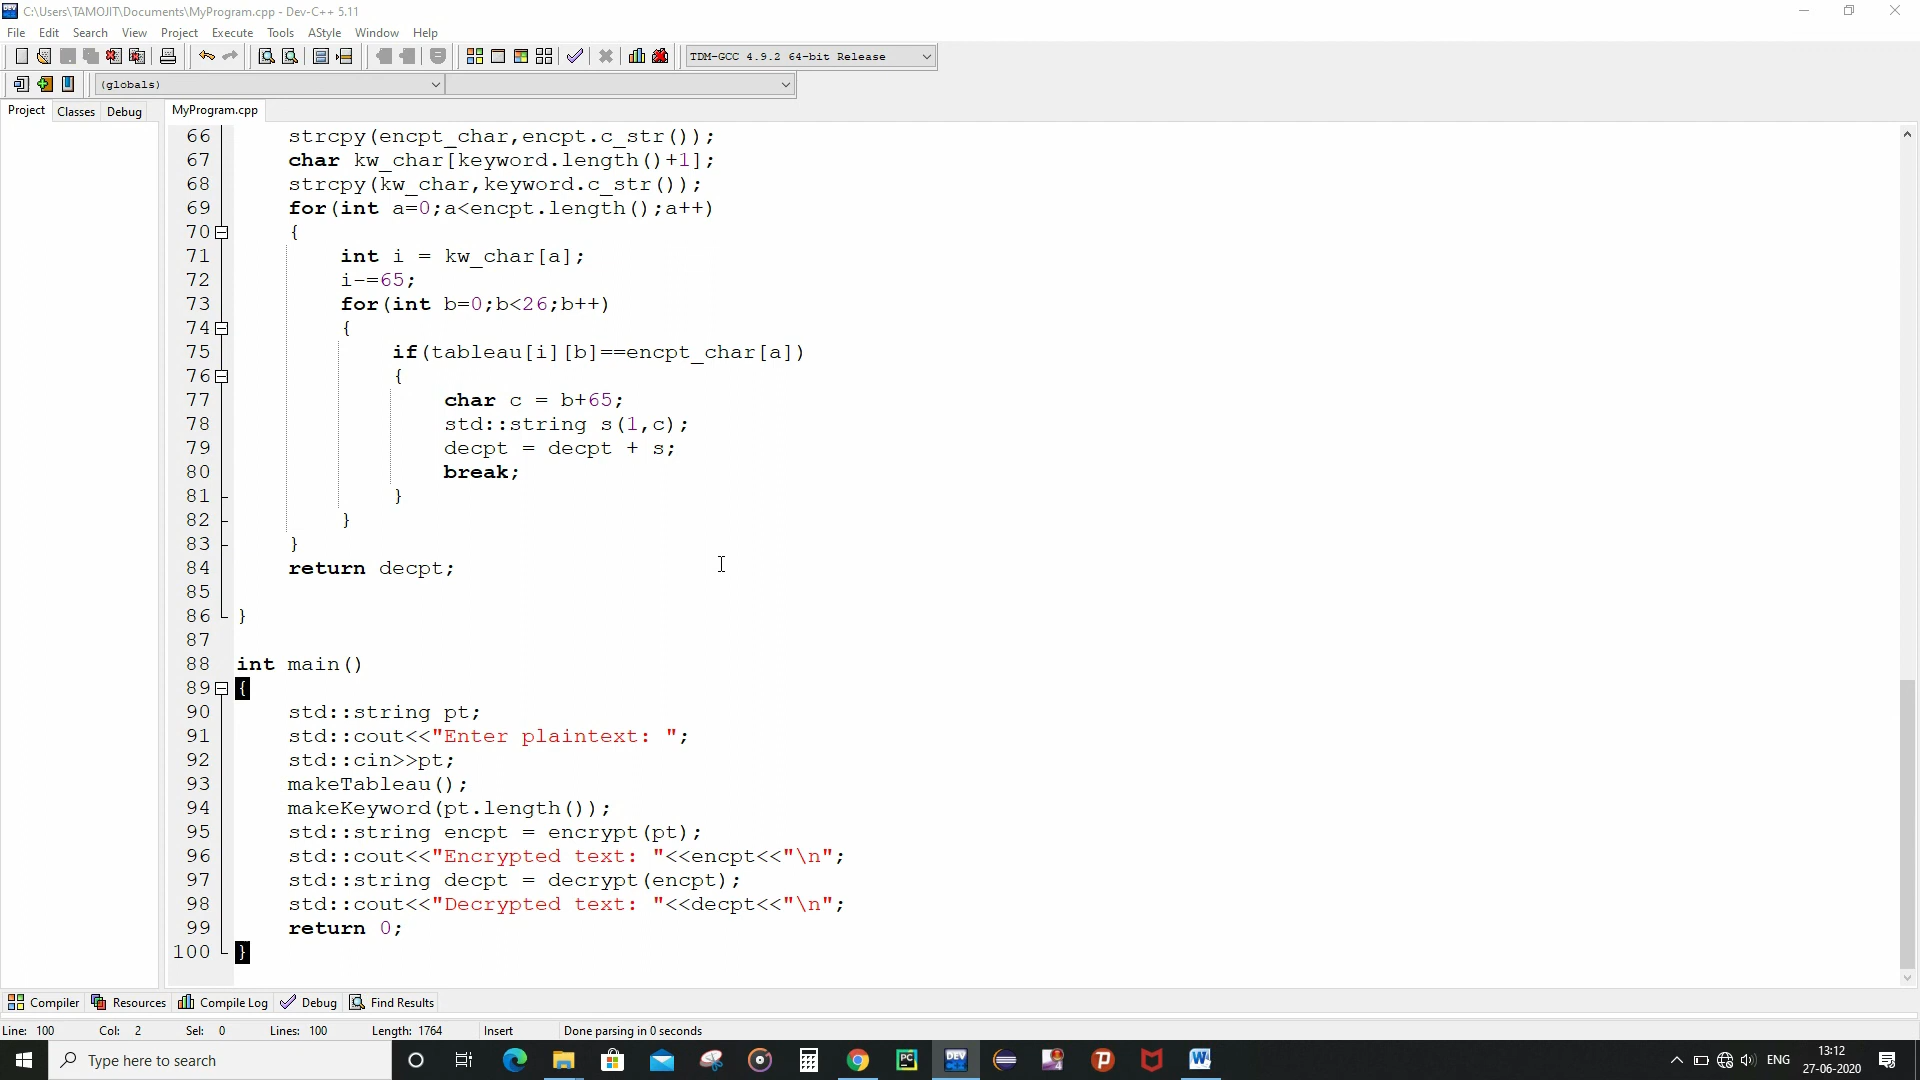 C:\Users\TAMOJIT\Documents\MyProgram.cpp - Dev-C++ 5.11
File Edit Search View Project Execute Tools AStyle Window Help
TDM-GCC 4.9.2 64-bit Release
(globals)
Project Classes Debug MyProgram.cpp
66 strcpy(encpt_char,encpt.c_str());
67 char kw_char[keyword.length()+1];
68 strcpy(kw_char,keyword.c_str());
69 for(int a=0;a<encpt.length();a++)
70 {
71 int i = kw_char[a];
72 i-=65;
73 for(int b=0;b<26;b++)
74 {
75 if(tableau[i][b]==encpt_char[a])
76 {
77 char c = b+65;
78 std::string s(1,c);
79 decpt = decpt + s;
80 break;
81 }
82 }
83 }
84 return decpt;
85
86 }
87
88 int main()
89 {
90 std::string pt;
91 std::cout<<"Enter plaintext: ";
92 std::cin>>pt;
93 makeTableau();
94 makeKeyword(pt.length());
95 std::string encpt = encrypt(pt);
96 std::cout<<"Encrypted text: "<<encpt<<"\n";
97 std::string decpt = decrypt(encpt);
98 std::cout<<"Decrypted text: "<<decpt<<"\n";
99 return 0;
100 }
Compiler Resources Compile Log Debug Find Results
Line: 100 Col: 2 Sel: 0 Lines: 100 Length: 1764 Insert Done parsing in 0 seconds
Type here to search
ENG
13:12
27-06-2020